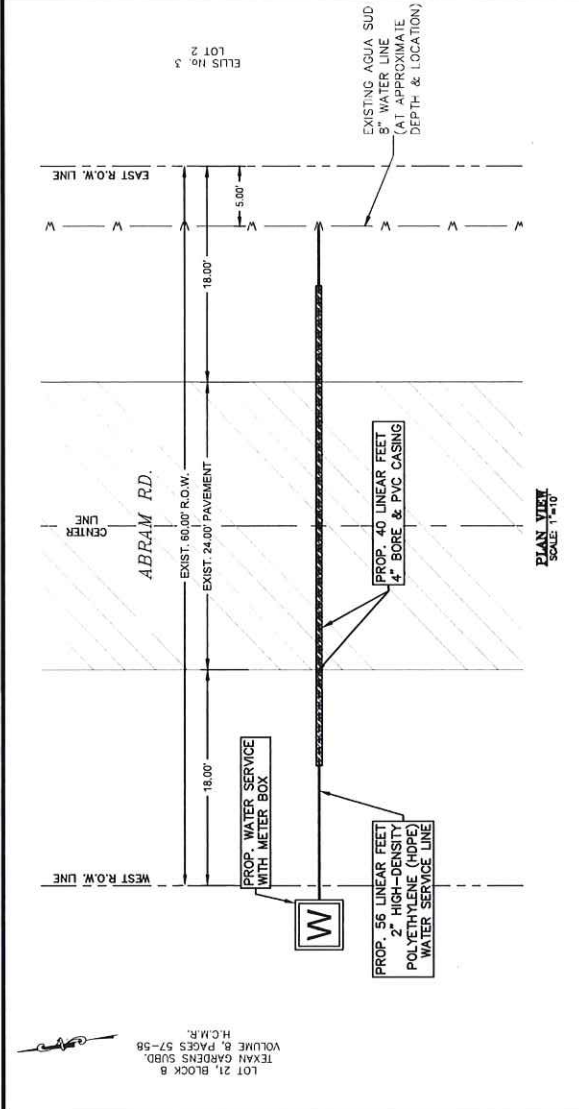 ELLIS No. 3
LOT 2
EXISTING AGUA SUD
8" WATER LINE
(AT APPROXIMATE
DEPTH & LOCATION)
EAST R.O.W. LINE
5.00'
W W W W W W W
18.00'
ABRAM RD.
CENTER
LINE
EXIST. 60.00' R.O.W.
EXIST. 24.00' PAVEMENT
PROP. 40 LINEAR FEET
4" BORE & PVC CASING
PLAN VIEW
SCALE: 1"=10'
18.00'
PROP. WATER SERVICE
WITH METER BOX
WEST R.O.W. LINE
W
PROP. 56 LINEAR FEET
2" HIGH-DENSITY
POLYETHYLENE (HDPE)
WATER SERVICE LINE
LOT 21, BLOCK 8
TEXAN GARDENS SUBD.
VOLUME 8, PAGES 57-58
H.C.M.R.